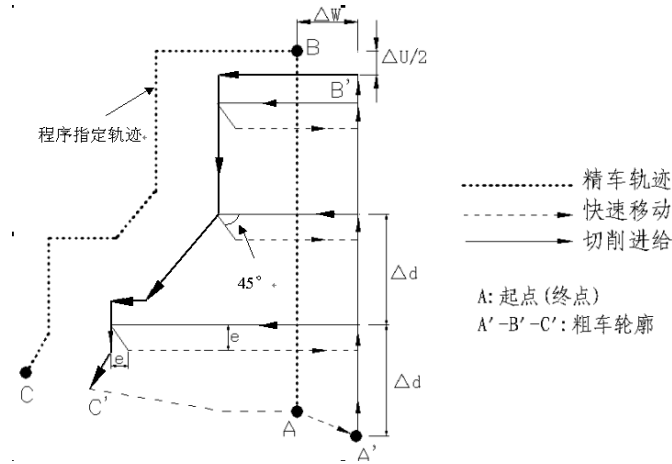 △W
B
△U/2
B'
程序指定轨迹
精车轨迹
快速移动
切削进给
45°
△d
A:起点(终点)
A'-B'-C':粗车轮廓
e
e
△d
C
C'
A
A'